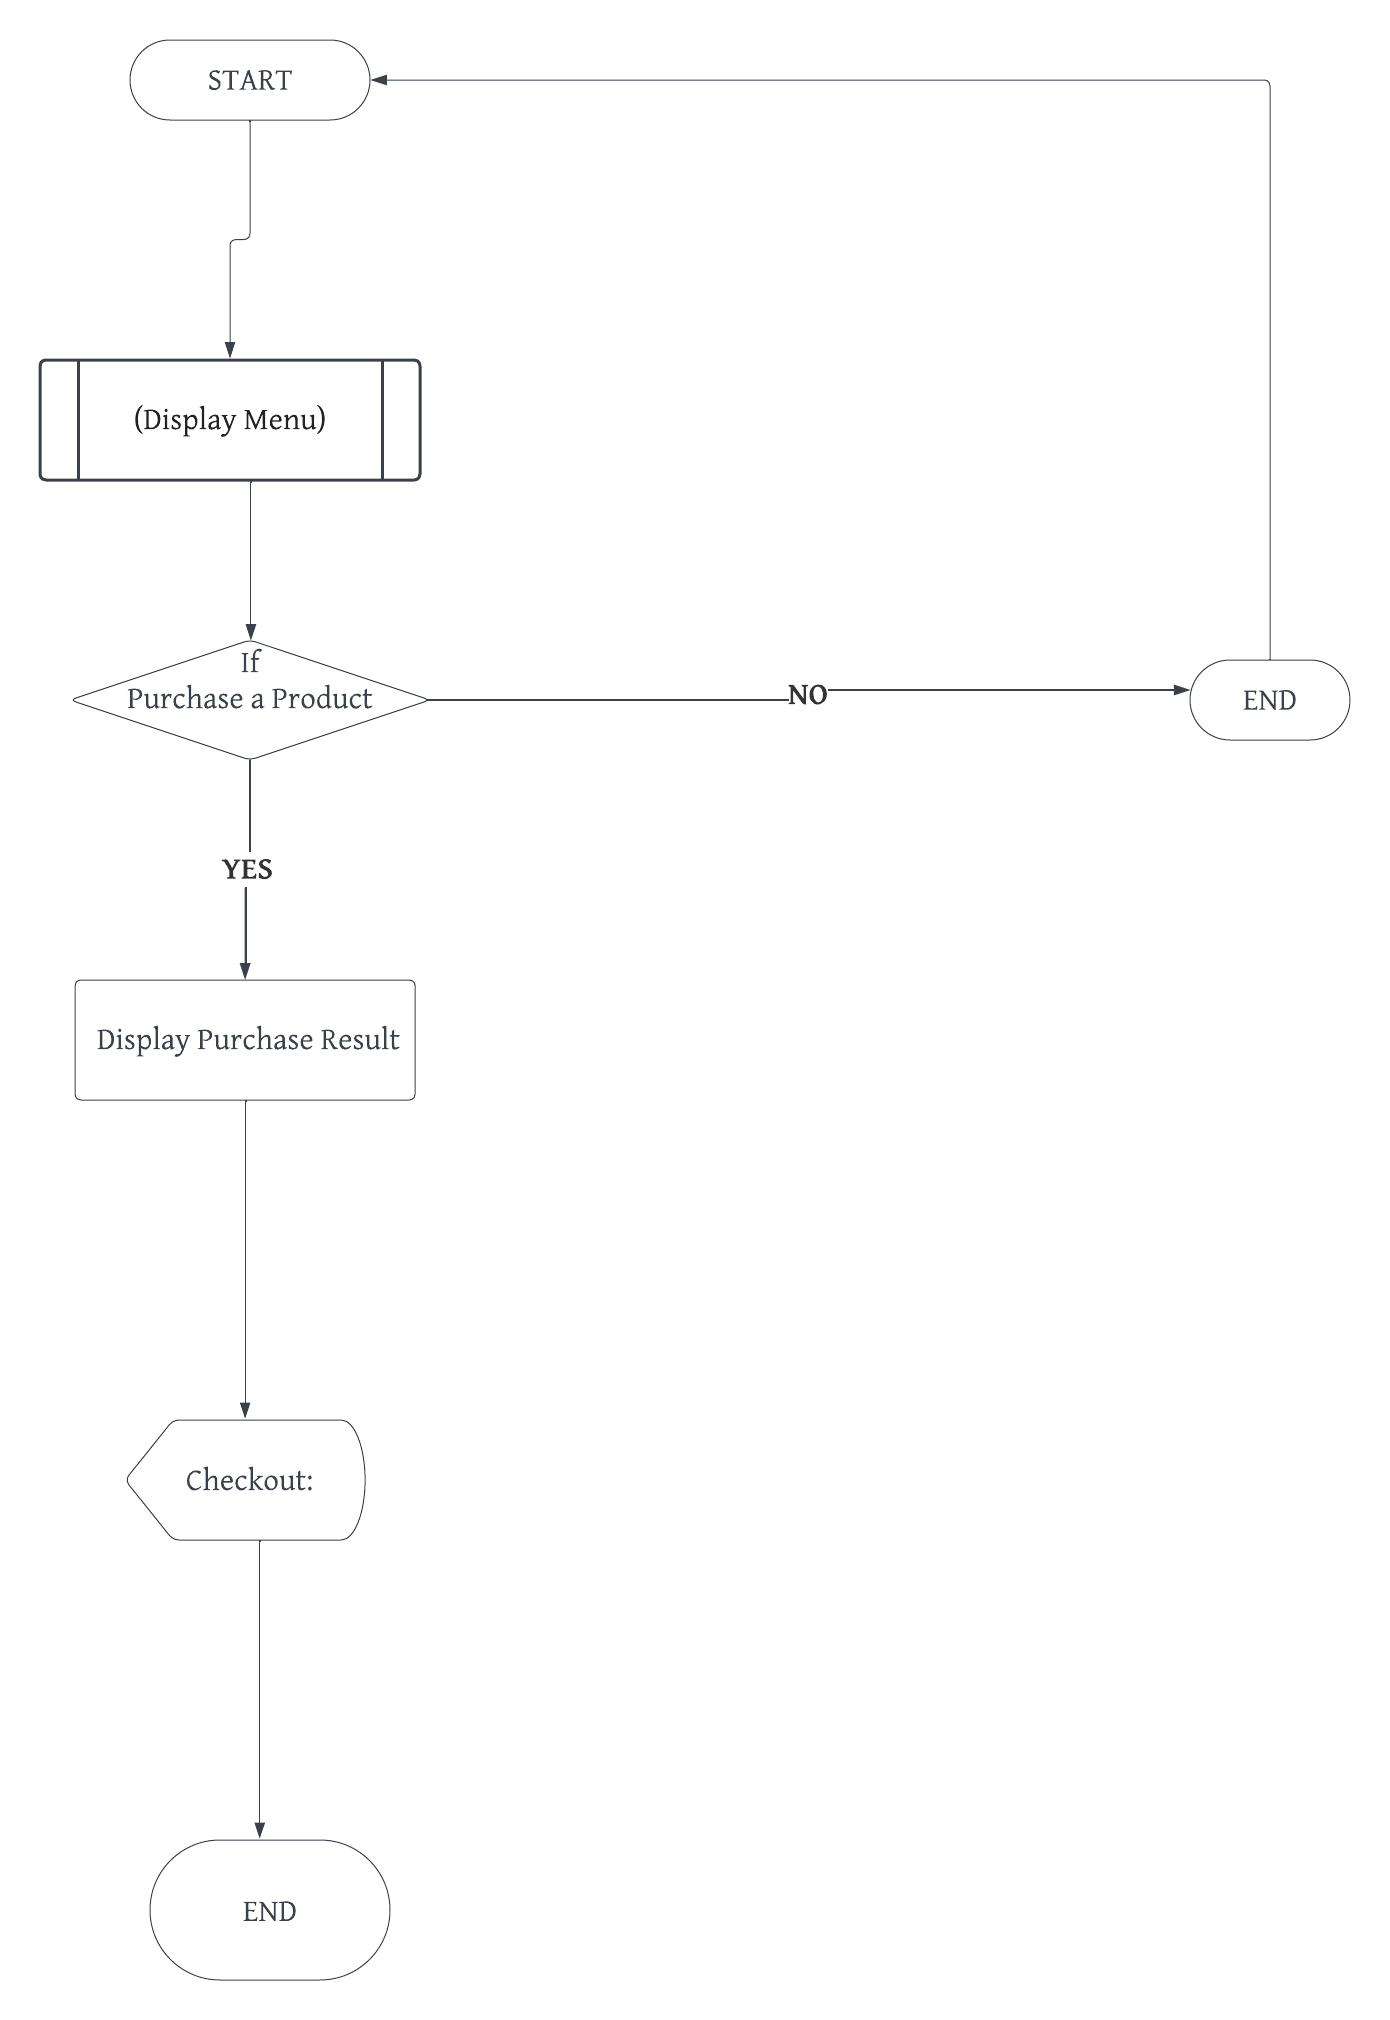 START
(Display Menu)
If
Purchase a Product
NO
END
YES
Display Purchase Result
Checkout:
END